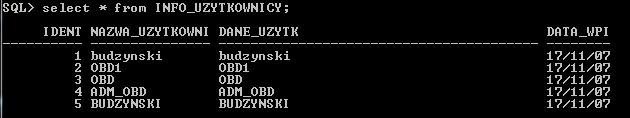 SQL> select * from INFO_UZYTKOWNICY;
IDENT NAZWA_UZYTKOWNI DANE_UZYTK DATA_WPI
---------- --------------- ---------------------------------------- --------
1 budzynski budzynski 17/11/07
2 OBD1 OBD1 17/11/07
3 OBD OBD 17/11/07
4 ADM_OBD ADM_OBD 17/11/07
5 BUDZYNSKI BUDZYNSKI 17/11/07